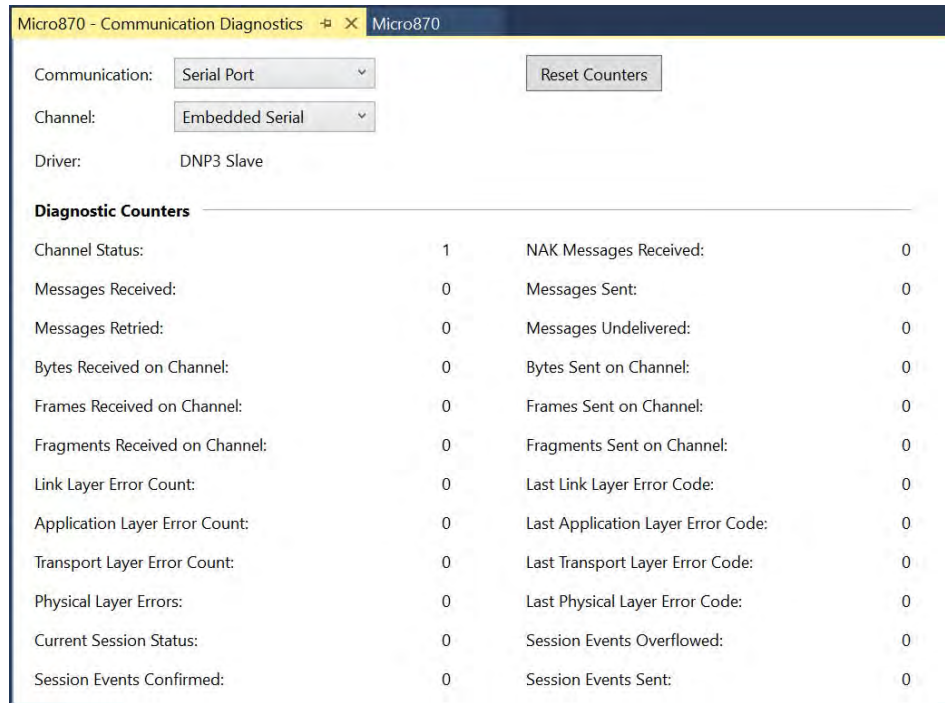 Micro870 - Communication Diagnostics Micro870
Communication: Serial Port Reset Counters
Channel: Embedded Serial
Driver: DNP3 Slave
Diagnostic Counters
Channel Status: 1 NAK Messages Received: 0
Messages Received: 0 Messages Sent: 0
Messages Retried: 0 Messages Undelivered: 0
Bytes Received on Channel: 0 Bytes Sent on Channel: 0
Frames Received on Channel: 0 Frames Sent on Channel: 0
Fragments Received on Channel: 0 Fragments Sent on Channel: 0
Link Layer Error Count: 0 Last Link Layer Error Code: 0
Application Layer Error Count: 0 Last Application Layer Error Code: 0
Transport Layer Error Count: 0 Last Transport Layer Error Code: 0
Physical Layer Errors: 0 Last Physical Layer Error Code: 0
Current Session Status: 0 Session Events Overflowed: 0
Session Events Confirmed: 0 Session Events Sent: 0